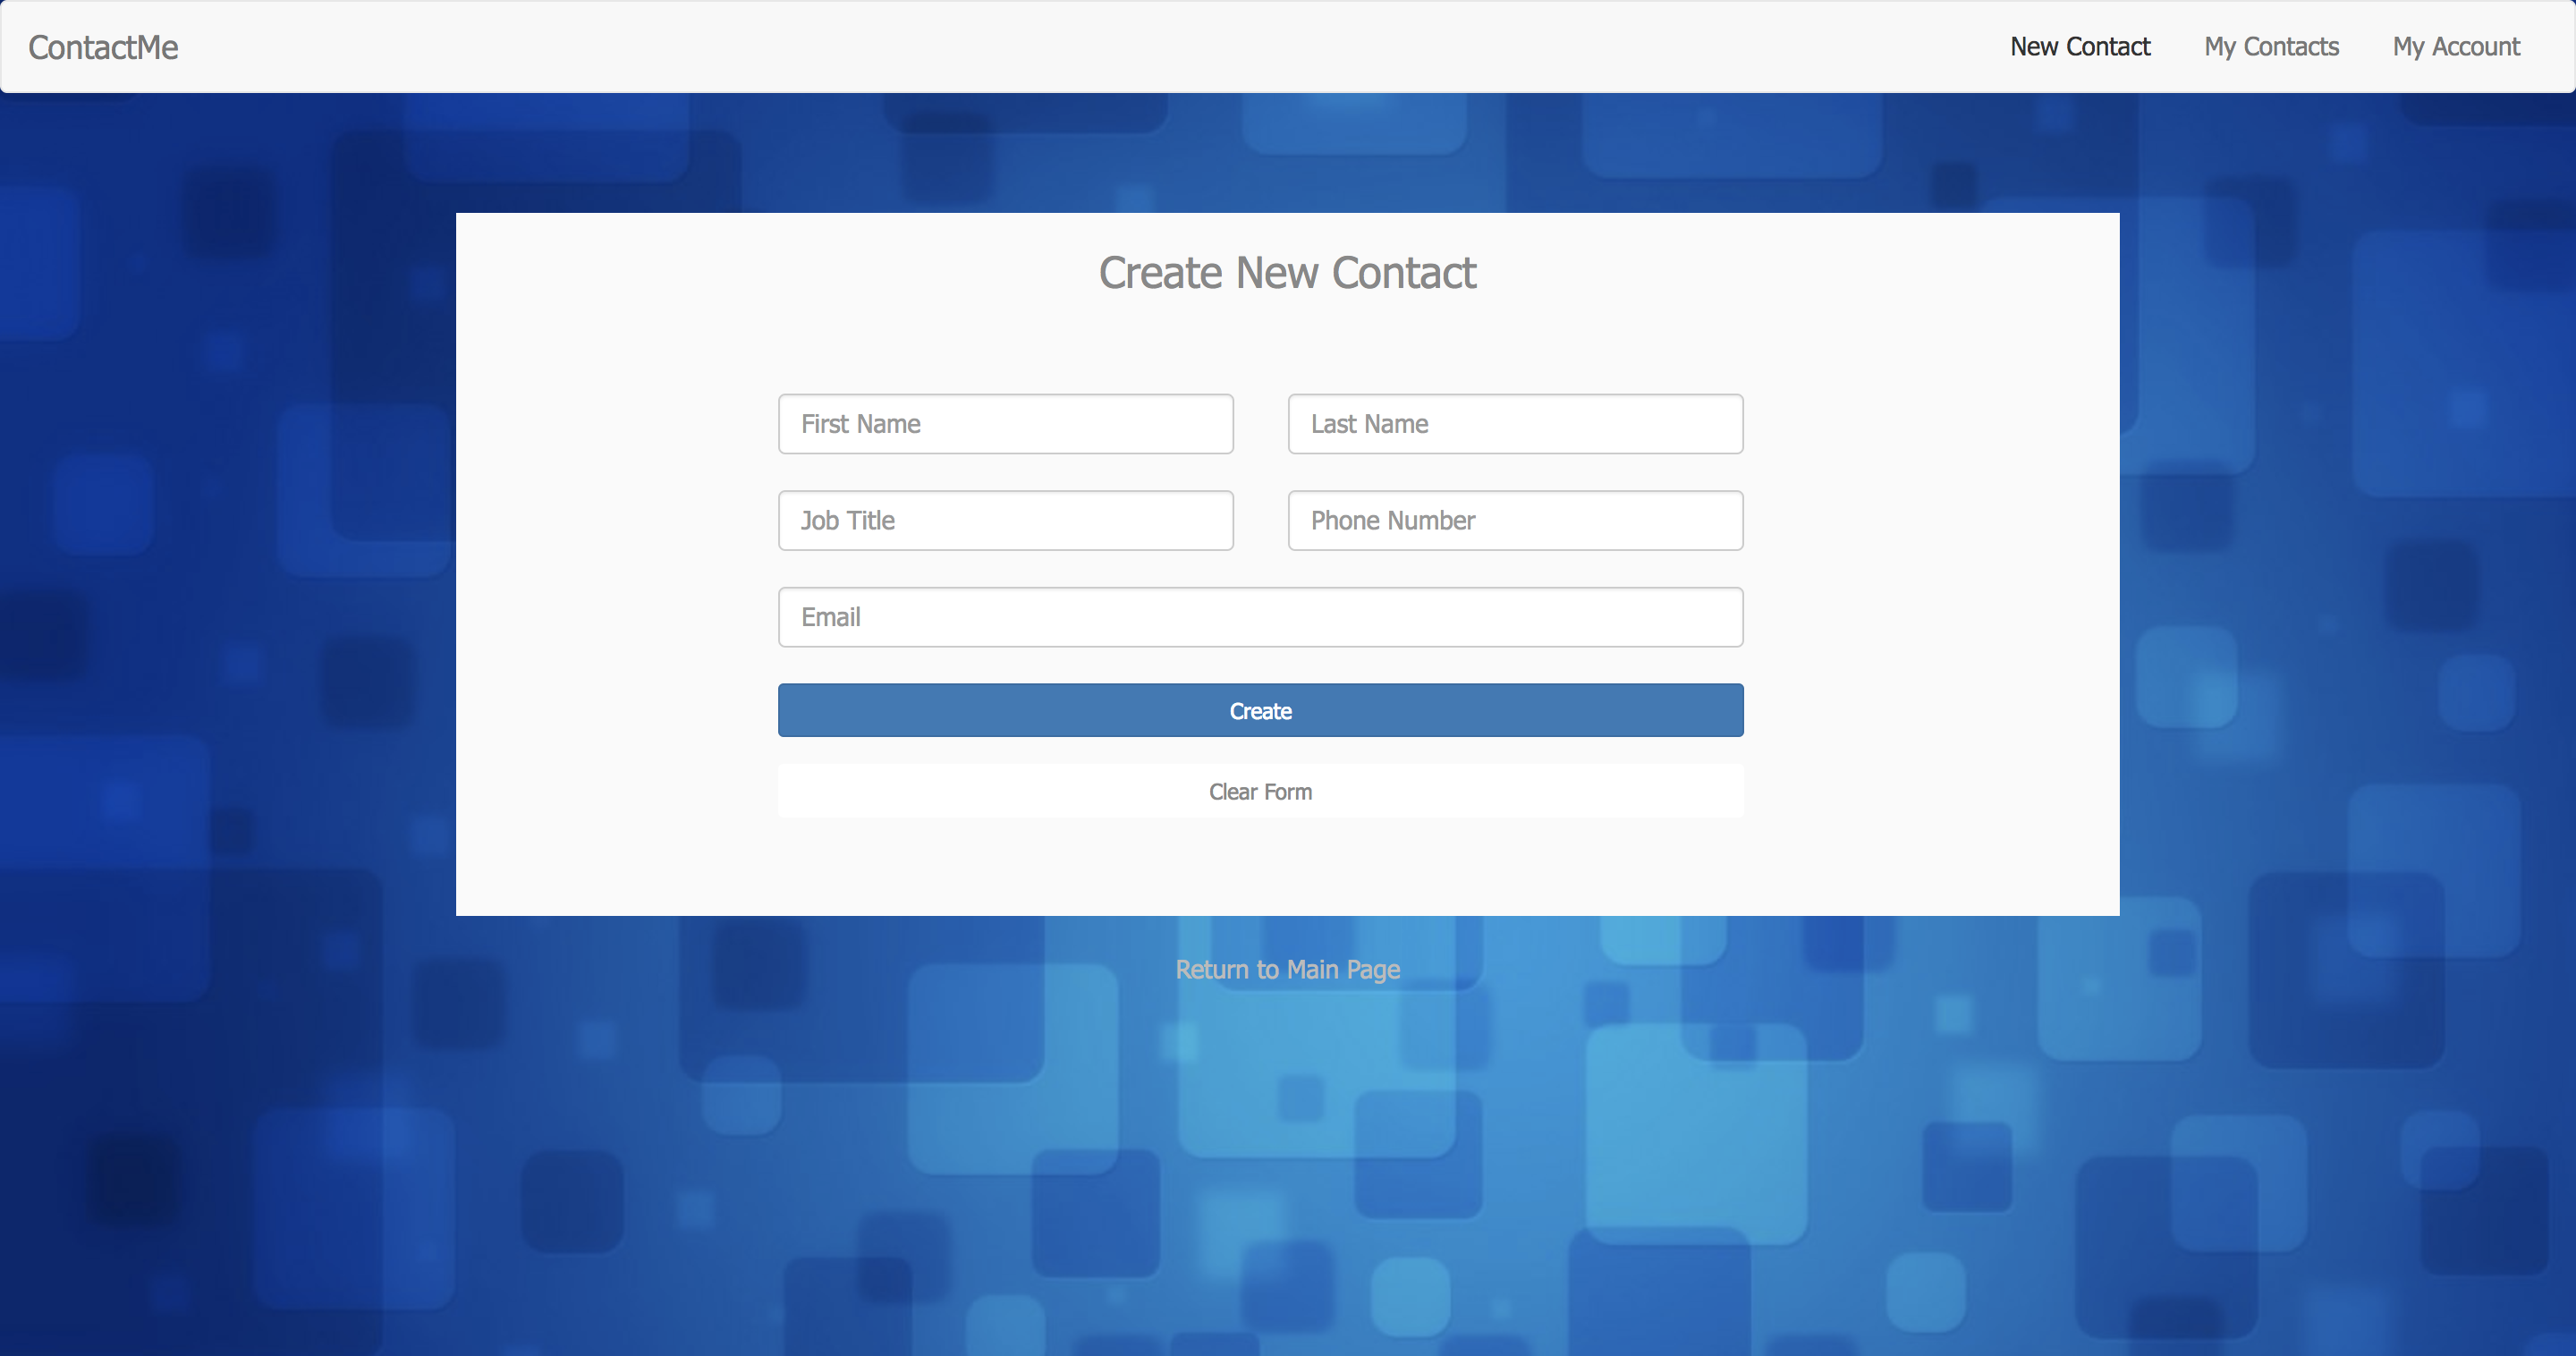 ContactMe New Contact My Contacts My Account
Create New Contact
First Name Last Name
Job Title Phone Number
Email
Create
Clear Form
Return to Main Page